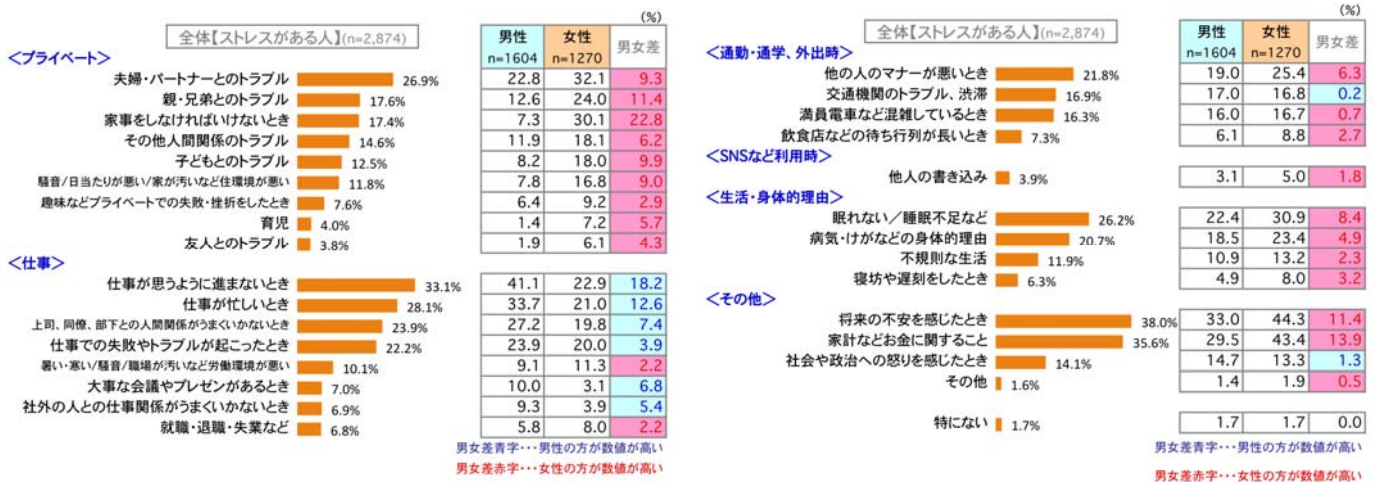 (%)
全体【ストレスがある人】(n=2,874)
男性 女性 男女差
n=1604 n=1270
＜プライベート＞
夫婦・パートナーとのトラブル 26.9% 22.8 32.1 9.3
親・兄弟とのトラブル 17.6% 12.6 24.0 11.4
家事をしなければいけないとき 17.4% 7.3 30.1 22.8
その他人間関係のトラブル 14.6% 11.9 18.1 6.2
子どもとのトラブル 12.5% 8.2 18.0 9.9
騒音/日当たりが悪い/家が汚いなど住環境が悪い 11.8% 7.8 16.8 9.0
趣味などプライベートでの失敗・挫折をしたとき 7.6% 6.4 9.2 2.9
育児 4.0% 1.4 7.2 5.7
友人とのトラブル 3.8% 1.9 6.1 4.3
＜仕事＞
仕事が思うように進まないとき 33.1% 41.1 22.9 18.2
仕事が忙しいとき 28.1% 33.7 21.0 12.6
上司、同僚、部下との人間関係がうまくいかないとき 23.9% 27.2 19.8 7.4
仕事での失敗やトラブルが起こったとき 22.2% 23.9 20.0 3.9
暑い・寒い/騒音/職場が汚いなど労働環境が悪い 10.1% 9.1 11.3 2.2
大事な会議やプレゼンがあるとき 7.0% 10.0 3.1 6.8
社外の人との仕事関係がうまくいかないとき 6.9% 9.3 3.9 5.4
就職・退職・失業など 6.8% 5.8 8.0 2.2
男女差青字・・・男性の方が数値が高い
男女差赤字・・・女性の方が数値が高い
(%)
全体【ストレスがある人】(n=2,874)
男性 女性 男女差
n=1604 n=1270
＜通勤・通学、外出時＞
他の人のマナーが悪いとき 21.8% 19.0 25.4 6.3
交通機関のトラブル、渋滞 16.9% 17.0 16.8 0.2
満員電車など混雑しているとき 16.3% 16.0 16.7 0.7
飲食店などの待ち行列が長いとき 7.3% 6.1 8.8 2.7
＜SNSなど利用時＞
他人の書き込み 3.9% 3.1 5.0 1.8
＜生活・身体的理由＞
眠れない／睡眠不足など 26.2% 22.4 30.9 8.4
病気・けがなどの身体的理由 20.7% 18.5 23.4 4.9
不規則な生活 11.9% 10.9 13.2 2.3
寝坊や遅刻をしたとき 6.3% 4.9 8.0 3.2
＜その他＞
将来の不安を感じたとき 38.0% 33.0 44.3 11.4
家計などお金に関すること 35.6% 29.5 43.4 13.9
社会や政治への怒りを感じたとき 14.1% 14.7 13.3 1.3
その他 1.6% 1.4 1.9 0.5
特にない 1.7% 1.7 1.7 0.0
男女差青字・・・男性の方が数値が高い
男女差赤字・・・女性の方が数値が高い